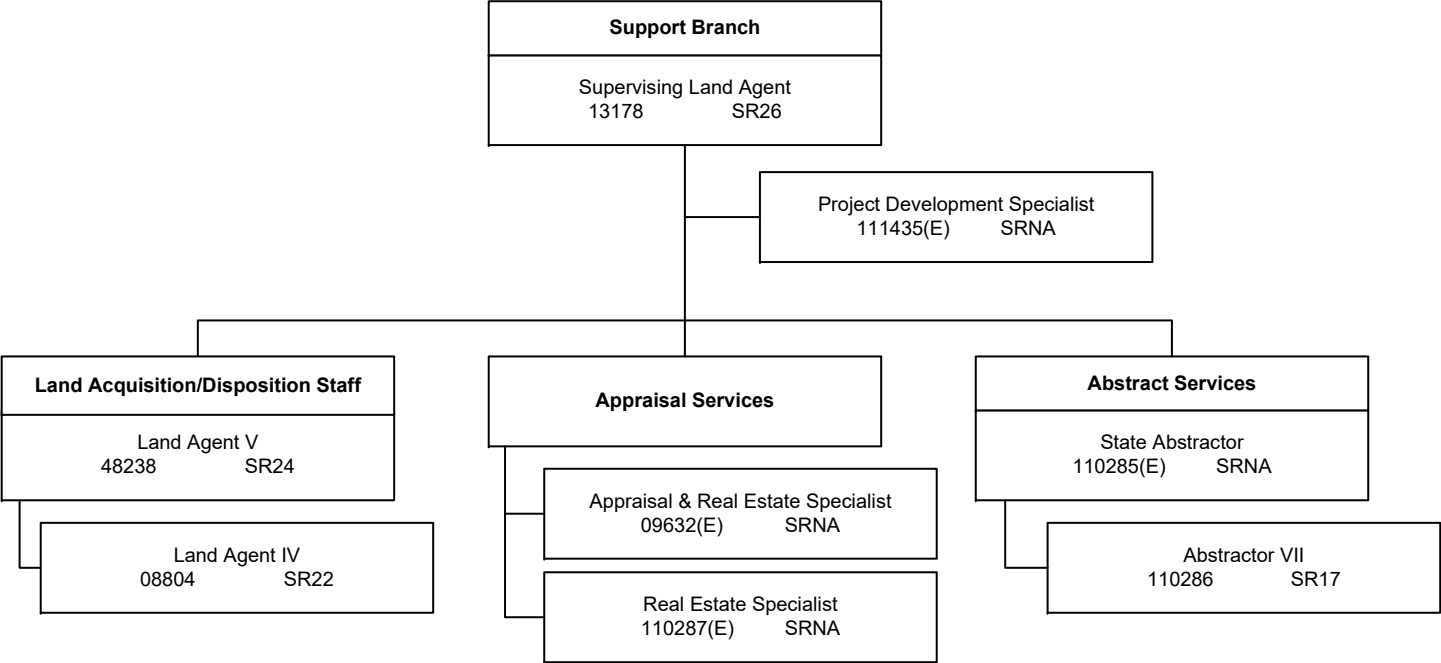 Support Branch
Supervising Land Agent
13178 SR26
Project Development Specialist
111435(E) SRNA
Land Acquisition/Disposition Staff
Land Agent V
48238 SR24
Land Agent IV
08804 SR22
Appraisal Services
Appraisal & Real Estate Specialist
09632(E) SRNA
Real Estate Specialist
110287(E) SRNA
Abstract Services
State Abstractor
110285(E) SRNA
Abstractor VII
110286 SR17